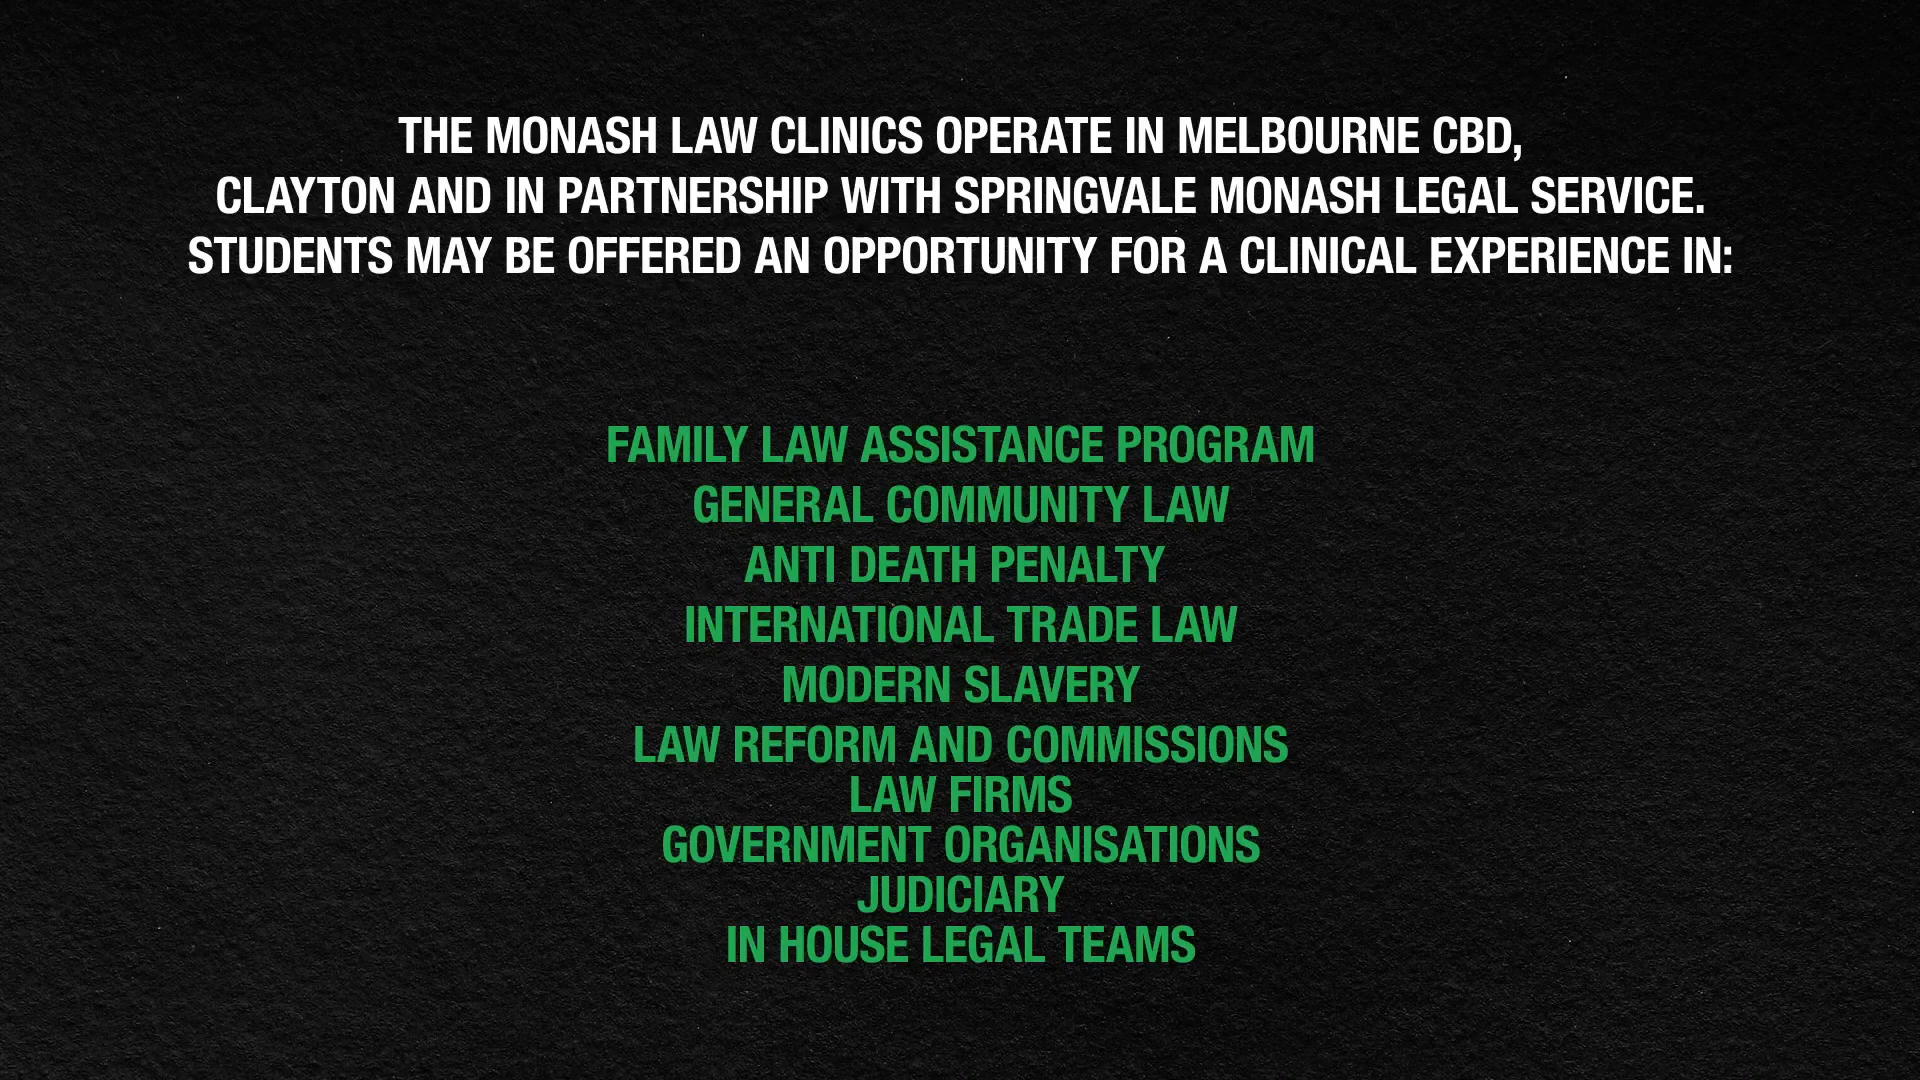 THE MONASH LAW CLINICS OPERATE IN MELBOURNE CBD,
CLAYTON AND IN PARTNERSHIP WITH SPRINGVALE MONASH LEGAL SERVICE.
STUDENTS MAY BE OFFERED AN OPPORTUNITY FOR A CLINICAL EXPERIENCE IN:
FAMILY LAW ASSISTANCE PROGRAM
GENERAL COMMUNITY LAW
ANTI DEATH PENALTY
INTERNATIONAL TRADE LAW
MODERN SLAVERY
LAW REFORM AND COMMISSIONS
LAW FIRMS
GOVERNMENT ORGANISATIONS
JUDICIARY
IN HOUSE LEGAL TEAMS